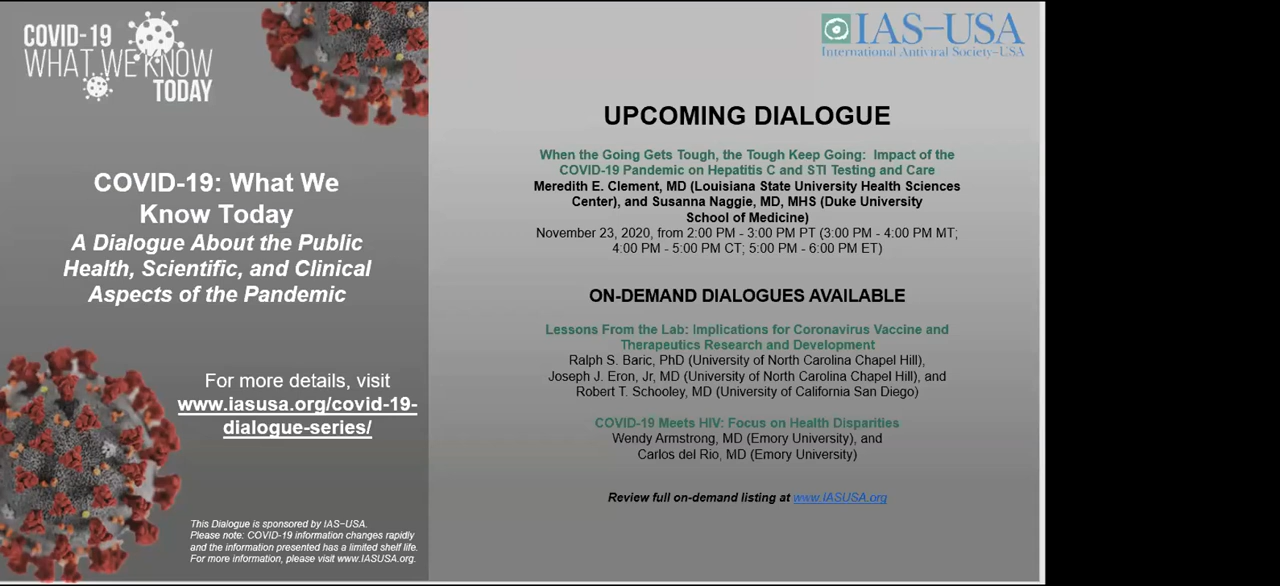 COVID-19
WHAT WE KNOW
TODAY
COVID-19: What We
Know Today
A Dialogue About the Public
Health, Scientific, and Clinical
Aspects of the Pandemic
For more details, visit
www.iasusa.org/covid-19-
dialogue-series/
This Dialogue is sponsored by IAS−USA.
Please note: COVID-19 information changes rapidly
and the information presented has a limited shelf life.
For more information, please visit www.IASUSA.org.
IAS–USA
International Antiviral Society–USA
UPCOMING DIALOGUE
When the Going Gets Tough, the Tough Keep Going: Impact of the
COVID-19 Pandemic on Hepatitis C and STI Testing and Care
Meredith E. Clement, MD (Louisiana State University Health Sciences
Center), and Susanna Naggie, MD, MHS (Duke University
School of Medicine)
November 23, 2020, from 2:00 PM - 3:00 PM PT (3:00 PM - 4:00 PM MT;
4:00 PM - 5:00 PM CT; 5:00 PM - 6:00 PM ET)
ON-DEMAND DIALOGUES AVAILABLE
Lessons From the Lab: Implications for Coronavirus Vaccine and
Therapeutics Research and Development
Ralph S. Baric, PhD (University of North Carolina Chapel Hill),
Joseph J. Eron, Jr, MD (University of North Carolina Chapel Hill), and
Robert T. Schooley, MD (University of California San Diego)
COVID-19 Meets HIV: Focus on Health Disparities
Wendy Armstrong, MD (Emory University), and
Carlos del Rio, MD (Emory University)
Review full on-demand listing at www.IASUSA.org